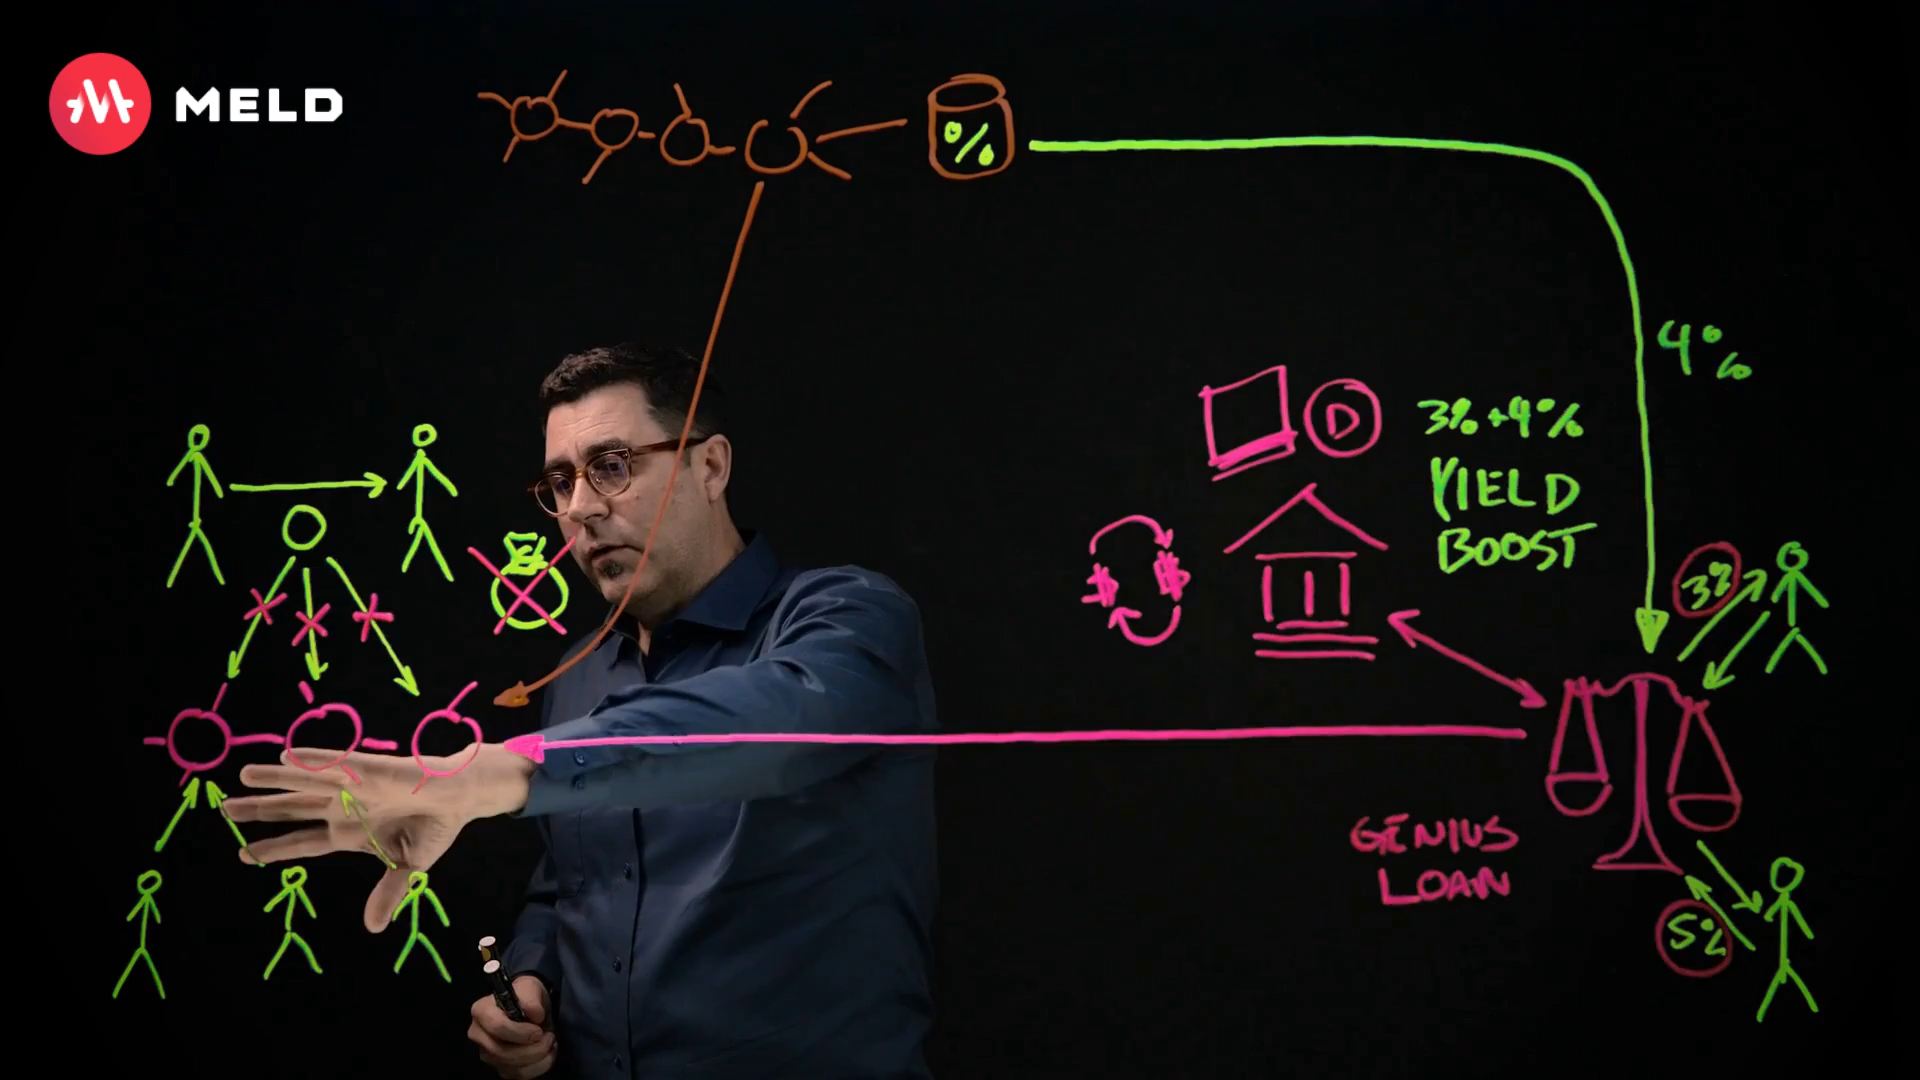 MELD
%
4%
D
3%+4%
YIELD
BOOST
3%
$ $
GENIUS
LOAN
5%